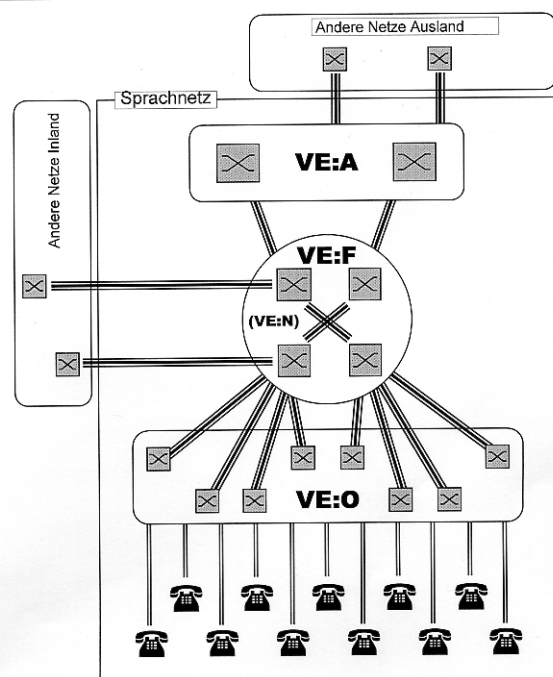 Andere Netze Ausland
Sprachnetz
Andere Netze Inland
VE:A
VE:F
(VE:N)
VE:O